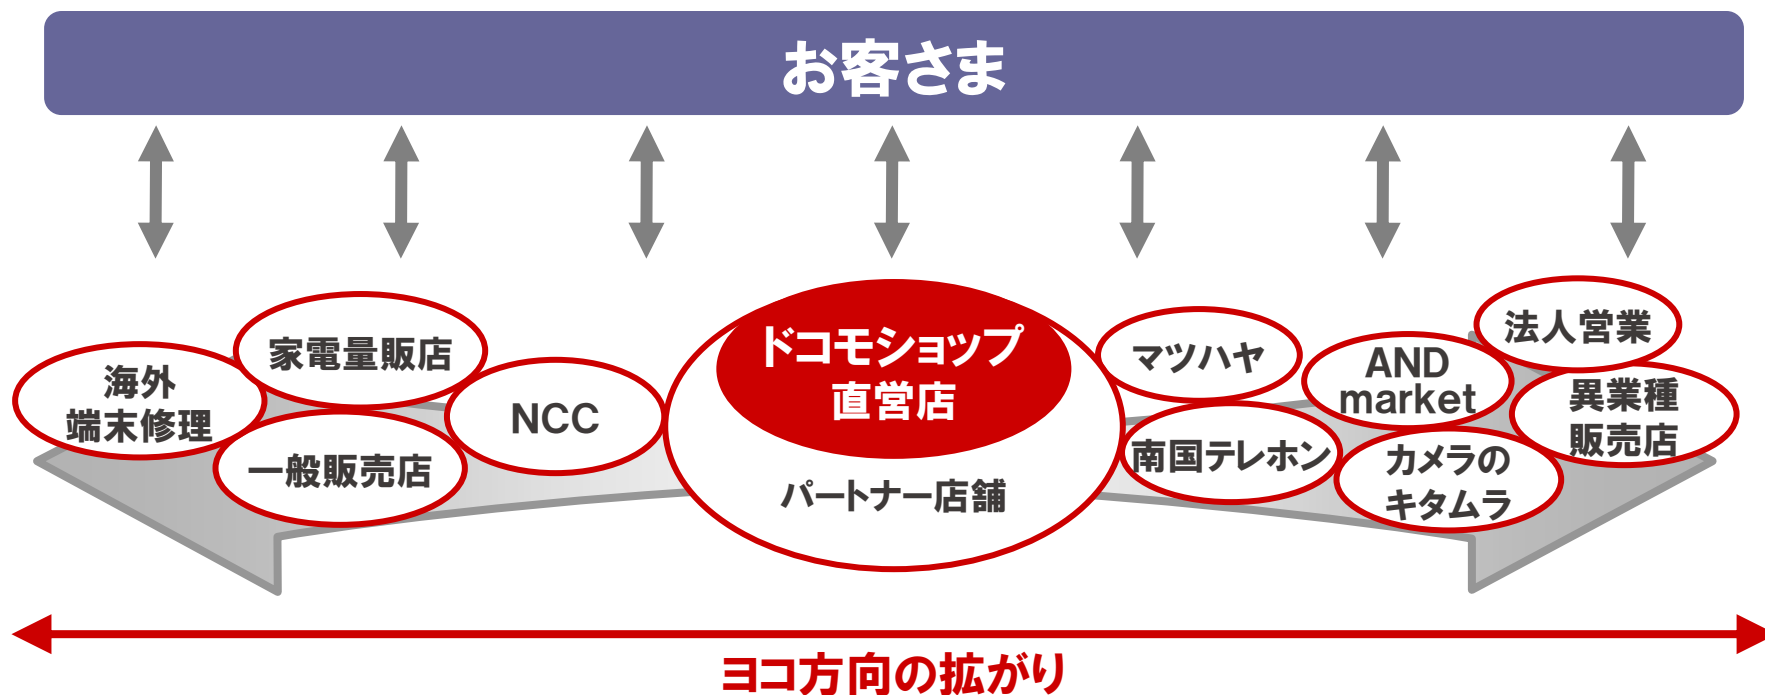 お客さま
海外
端末修理
家電量販店
一般販売店
NCC
ドコモショップ
直営店
パートナー店舗
マツハヤ
南国テレホン
AND
market
カメラの
キタムラ
法人営業
異業種
販売店
ヨコ方向の拡がり